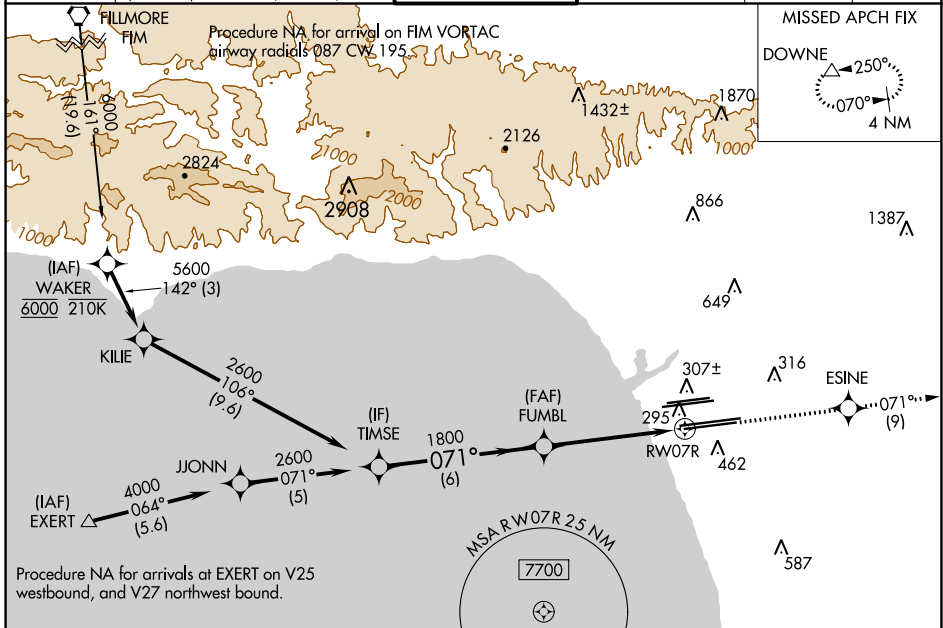 FILLMORE
FIM
Procedure NA for arrival on FIM VORTAC
airway radials 087 CW 195.
MISSED APCH FIX
DOWNE
250°
070°
4 NM
6000
161°
(19.6)
1432±
1870
2126
1000
1000
2824
2000
2908
866
1387
1000
(IAF)
WAKER
6000 210K
5600
142° (3)
649
KILIE
2600
106°
(9.6)
307±
316
ESINE
(FAF)
FUMBL
295
071°
(9)
(IF)
TIMSE
1800
071°
(6)
RW07R
462
JJONN
2600
071°
(5)
4000
064°
(5.6)
(IAF)
EXERT
MSA RW07R 25 NM
7700
587
Procedure NA for arrivals at EXERT on V25
westbound, and V27 northwest bound.